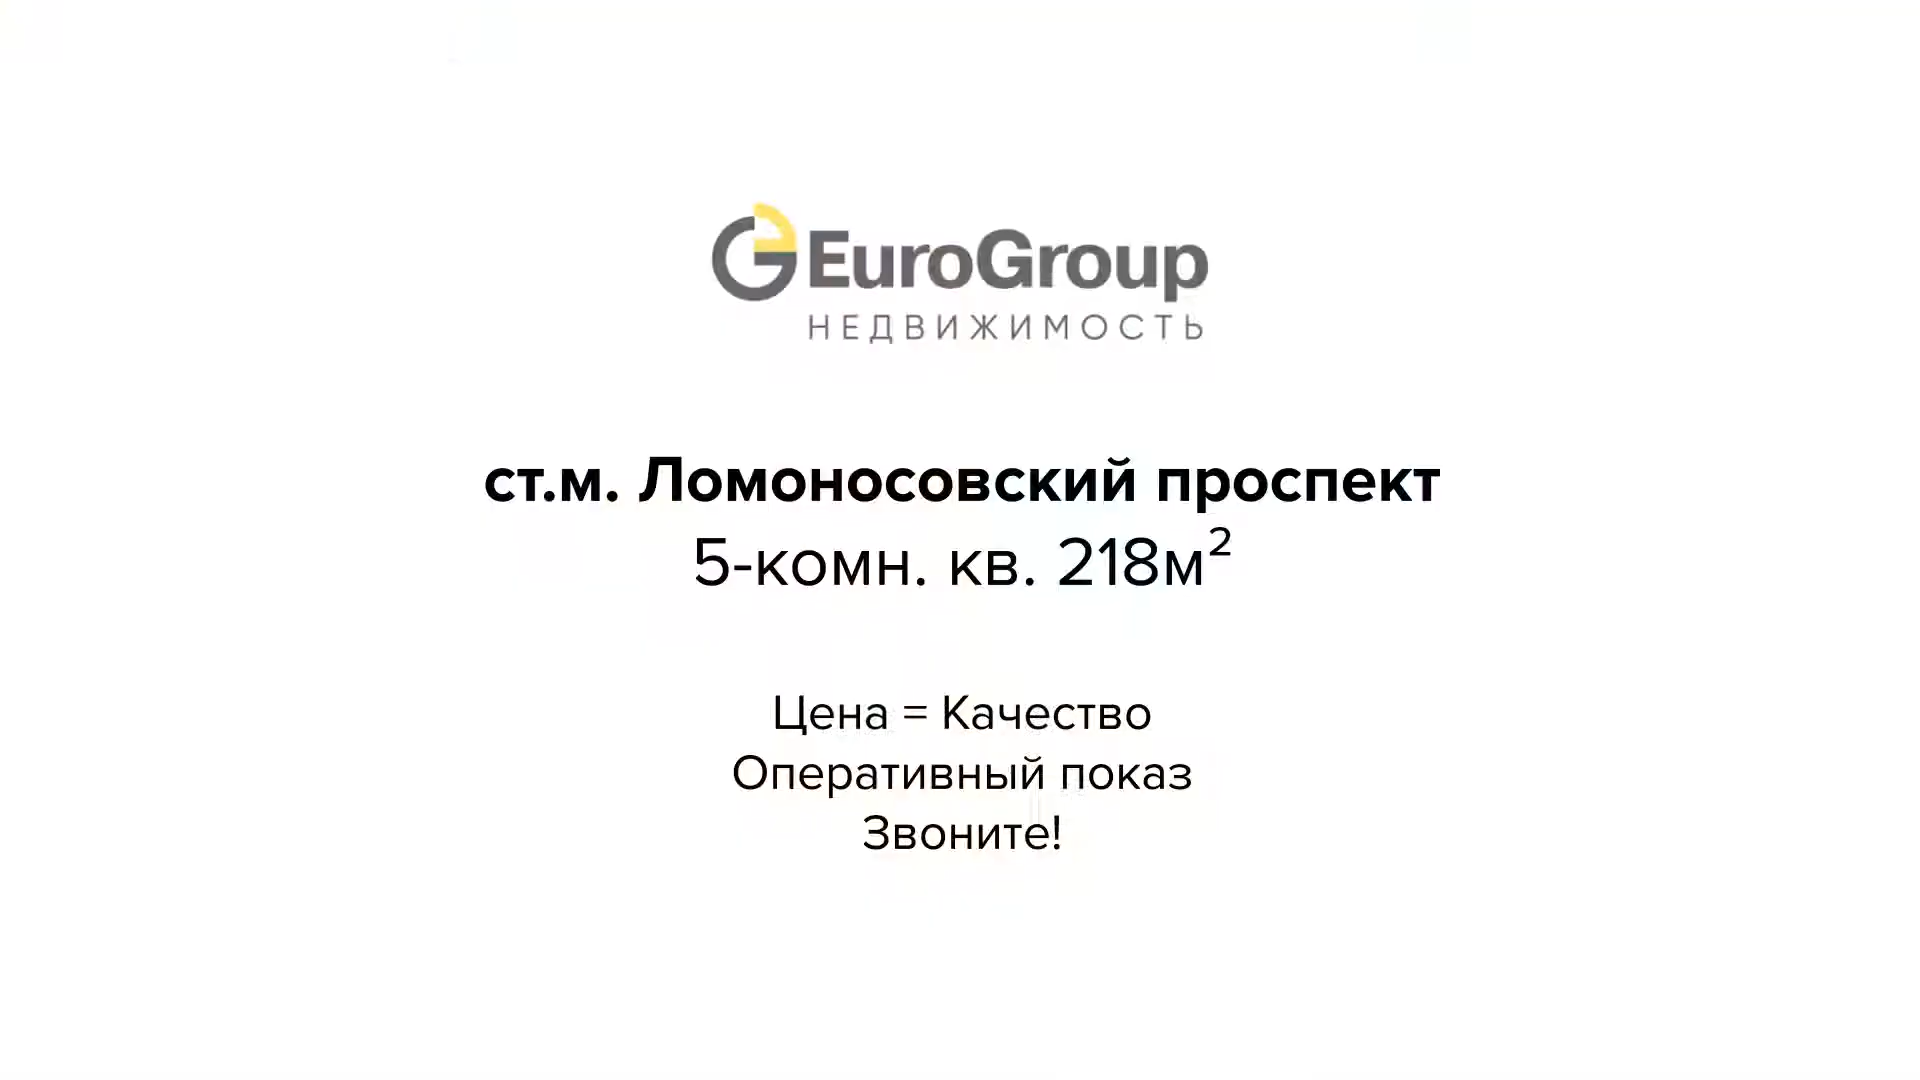 EuroGroup
НЕДВИЖИМОСТЬ
ст.м. Ломоносовский проспект
5-комн. кв. 218м²
Цена = Качество
Оперативный показ
Звоните!